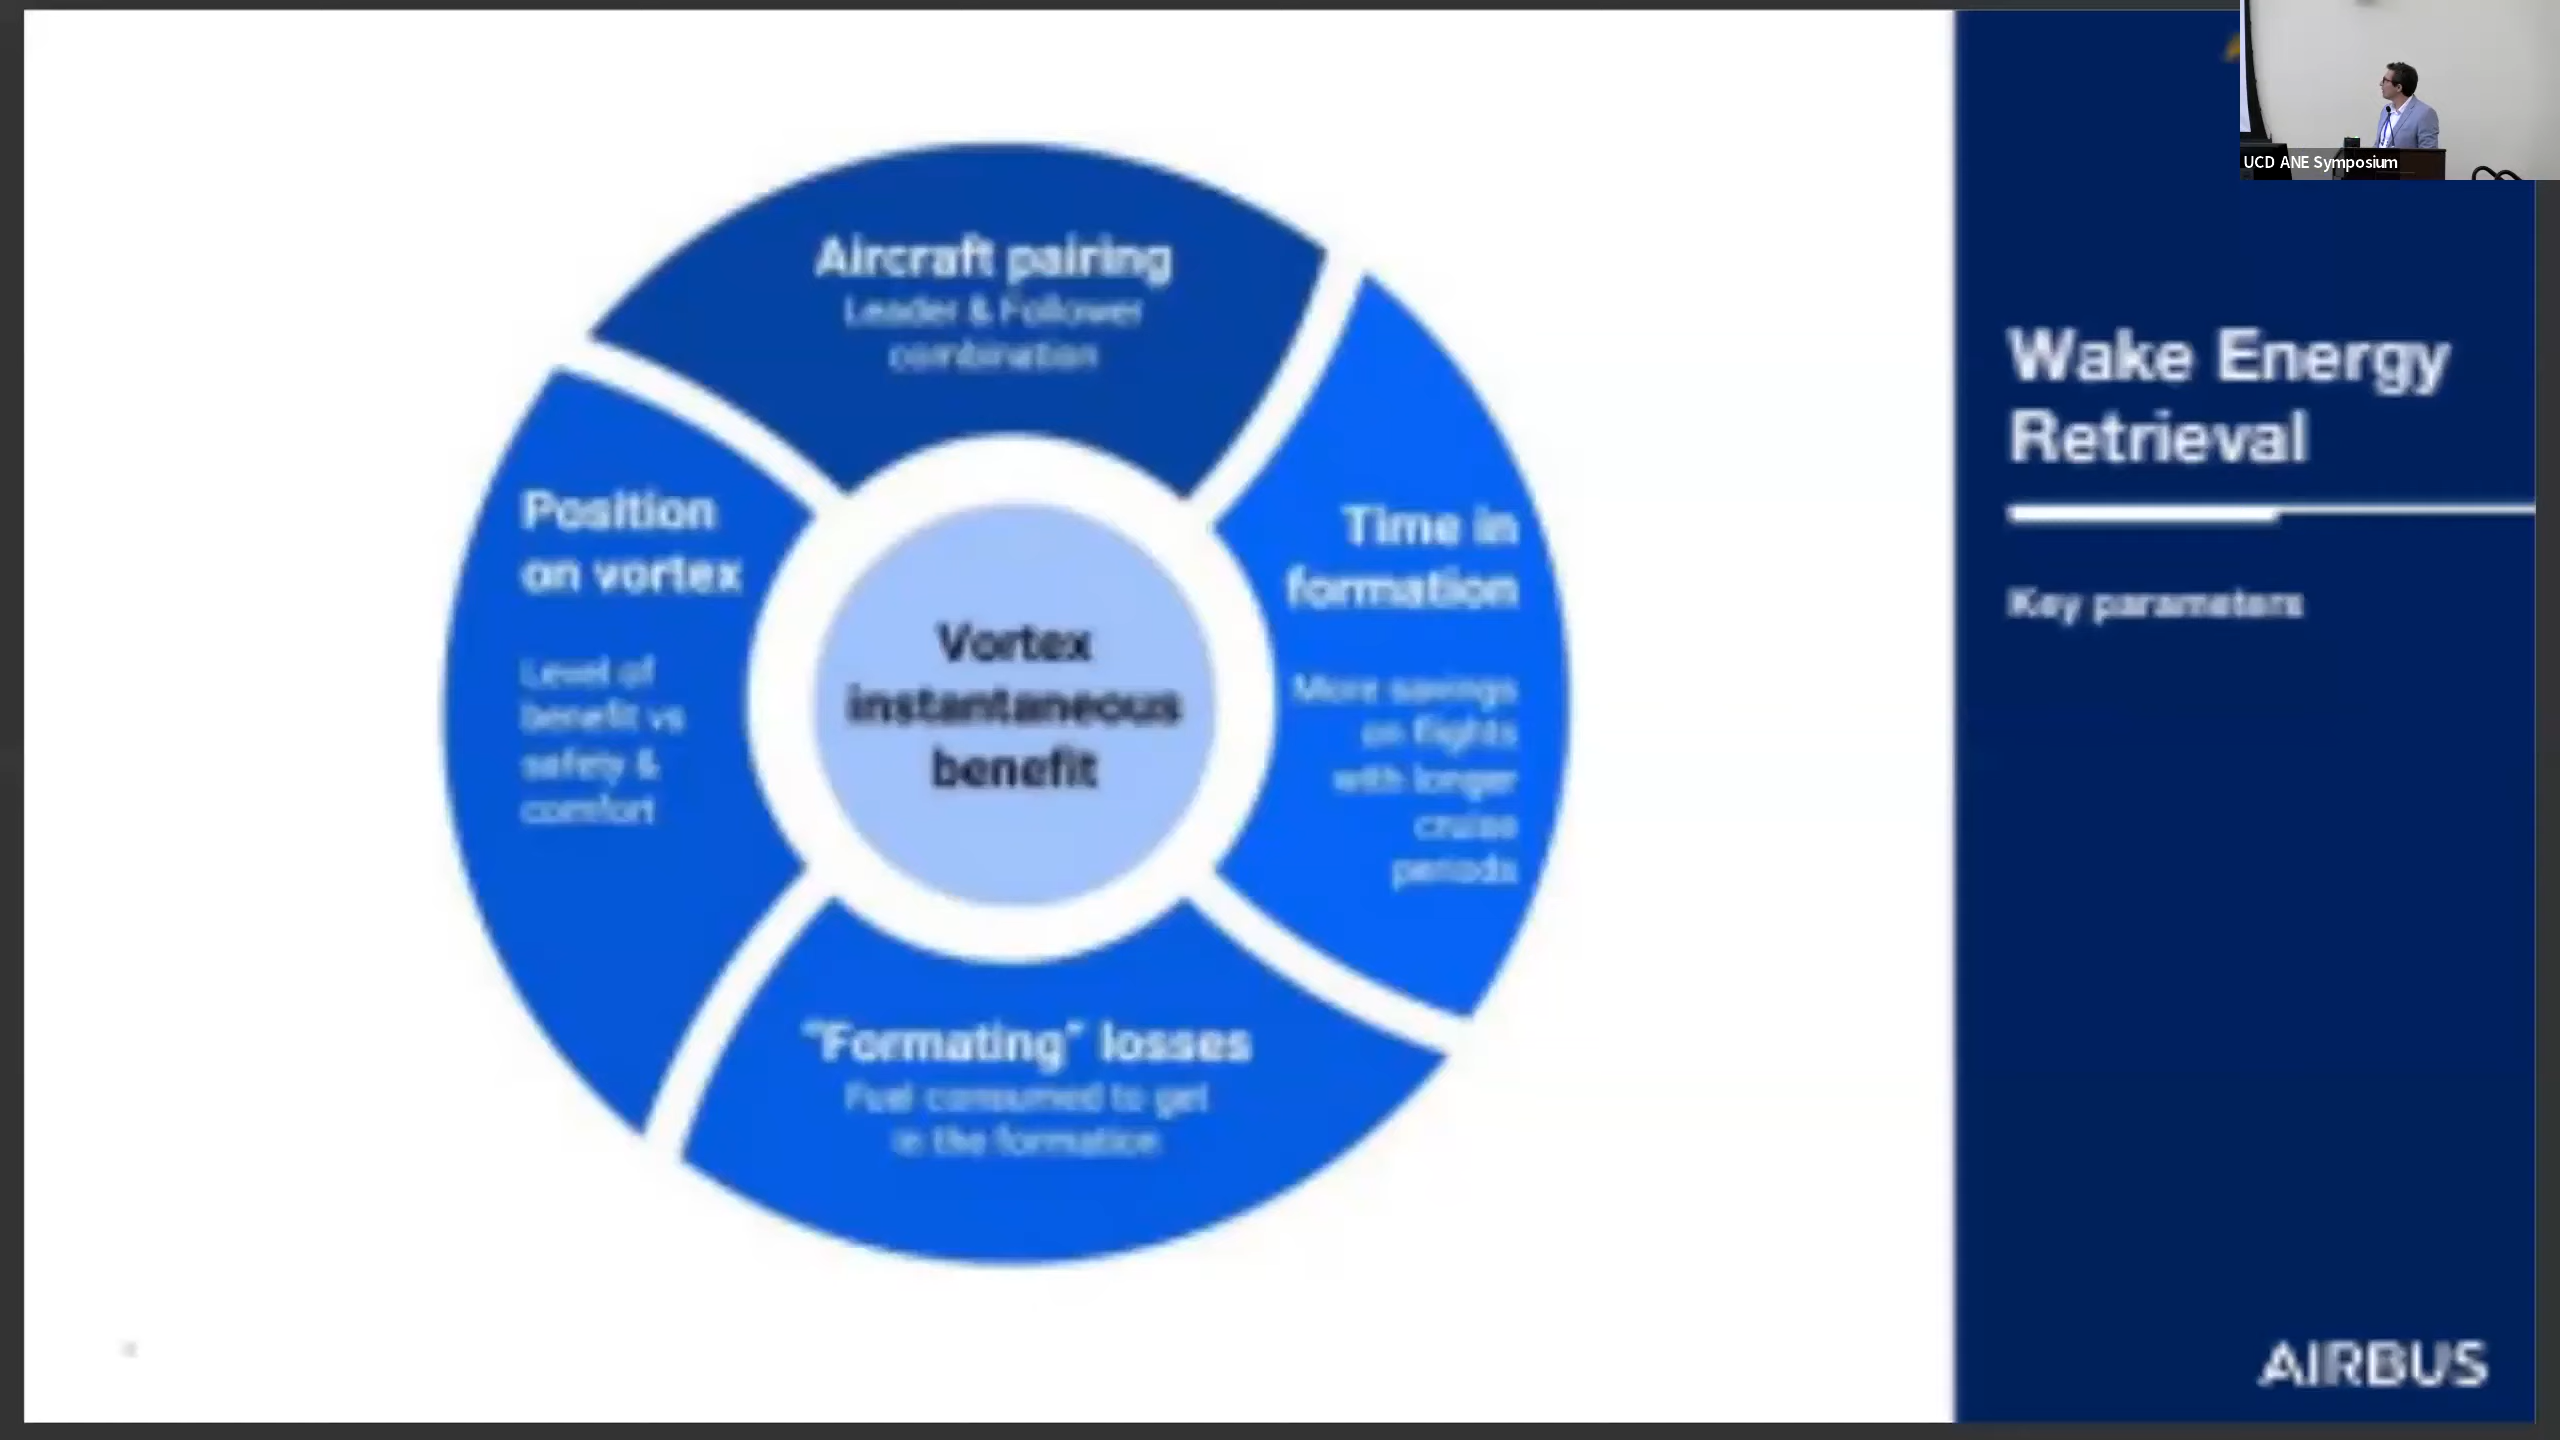 UCD ANE Symposium
Aircraft pairing
Leader & Follower
combination
Position
on vortex
Level of
benefit vs
safety &
comfort
Vortex
instantaneous
benefit
Time in
formation
More savings
on flights
with longer
cruise
periods
"Formating" losses
Fuel consumed to get
in the formation
Wake Energy
Retrieval
Key parameters
AIRBUS